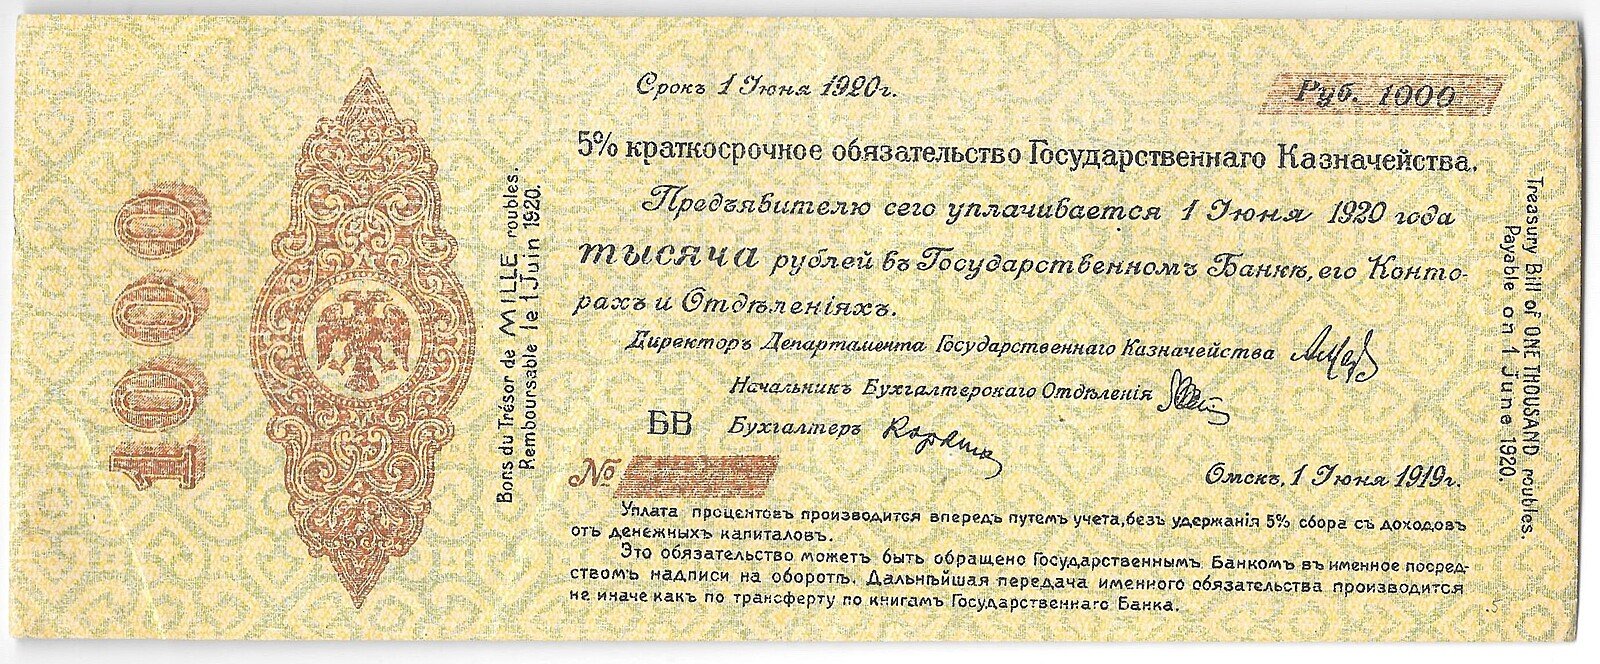 1000
Bons du Trésor de MILLE roubles.
Remboursable le 1 Juin 1920.
Срокъ 1 Іюня 1920г.
Руб. 1000
5% краткосрочное обязательство Государственнаго Казначейства.
Предъявителю сего уплачивается 1 Іюня 1920 года
тысяча рублей въ Государственномъ Банкѣ, его Конто-
рахъ и Отдѣленіяхъ.
Директоръ Департамента Государственнаго Казначейства
Начальникъ Бухгалтерскаго Отдѣленія
БВ Бухгалтеръ
№
Омскъ, 1 Іюня 1919г.
Уплата процентовъ производится впередъ путемъ учета, безъ удержанія 5% сбора съ доходовъ
отъ денежныхъ капиталовъ.
Это обязательство можетъ быть обращено Государственнымъ Банкомъ въ именное посред-
ствомъ надписи на оборотѣ. Дальнѣйшая передача именного обязательства производится
не иначе какъ по трансферту по книгамъ Государственнаго Банка.
Treasury Bill of ONE THOUSAND roubles.
Payable on 1 June 1920.